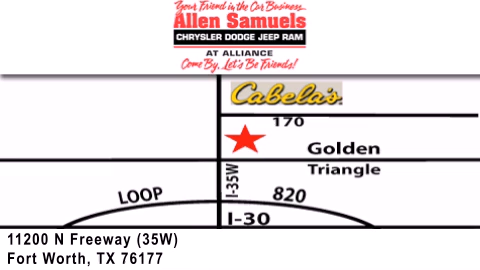 Your Friend in the Car Business
Allen Samuels
CHRYSLER DODGE JEEP RAM
AT ALLIANCE
Come By, Let's Be Friends!
Cabela's
170
Golden
Triangle
I-35W
LOOP 820
I-30
11200 N Freeway (35W)
Fort Worth, TX 76177